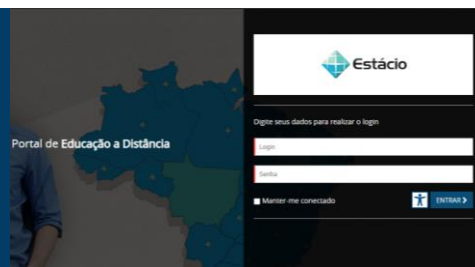 Estácio
Digite seus dados para realizar o login
Portal de Educação a Distância
Login
Senha
Manter-me conectado
ENTRAR